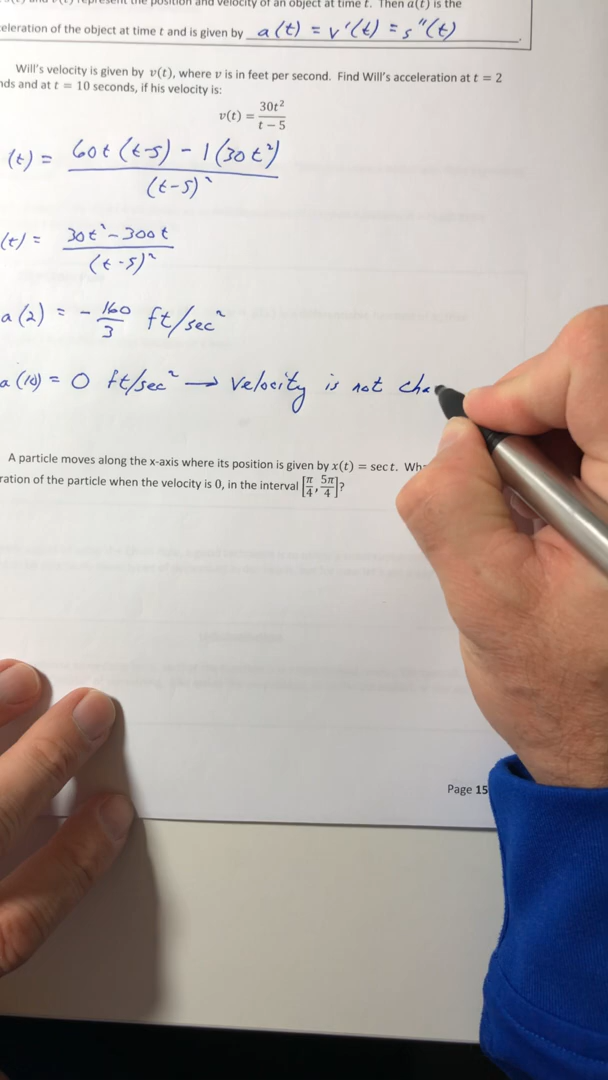 represent the position and velocity of an object at time t. Then a(t) is the
eleration of the object at time t and is given by a(t) = v'(t) = s"(t).
Will's velocity is given by v(t), where v is in feet per second. Find Will's acceleration at t = 2
nds and at t = 10 seconds, if his velocity is:
v(t) = 30t² / t − 5
(t) = 60t (t-5) - 1 (30t²) / (t-5)²
(t) = 30t² - 300t / (t-5)²
a(2) = - 160/3 ft/sec²
a(10) = 0 ft/sec² → velocity is not cha
A particle moves along the x-axis where its position is given by x(t) = sec t. Wh
ration of the particle when the velocity is 0, in the interval [π/4, 5π/4]?
Page 15